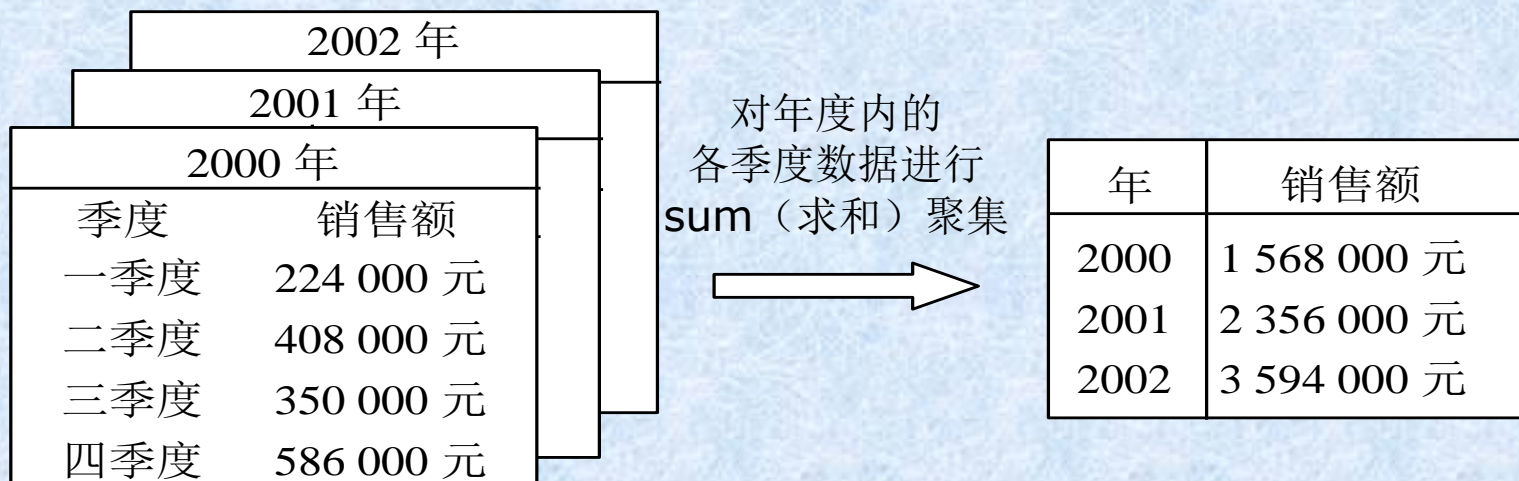 2002 年
2001 年
2000 年
季度 销售额
一季度 224 000 元
二季度 408 000 元
三季度 350 000 元
四季度 586 000 元
对年度内的
各季度数据进行
sum（求和）聚集
年 销售额
2000 1 568 000 元
2001 2 356 000 元
2002 3 594 000 元